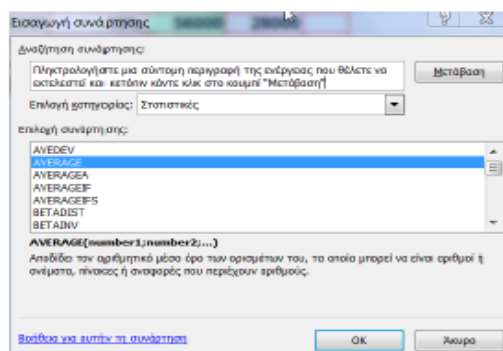 Εισαγωγή συνάρτησης
56000 28000
Αναζήτηση συνάρτησης:
Πληκτρολογήστε μια σύντομη περιγραφή της ενέργειας που θέλετε να
εκτελεστεί και κατόπιν κάντε κλικ στο κουμπί "Μετάβαση"
Μετάβαση
Επιλογή κατηγορίας: Στατιστικές
Επιλογή συνάρτησης:
AVEDEV
AVERAGE
AVERAGEA
AVERAGEIF
AVERAGEIFS
BETADIST
BETAINV
AVERAGE(number1;number2;...)
Αποδίδει τον αριθμητικό μέσο όρο των ορισμάτων του, τα οποία μπορεί να είναι αριθμοί ή
ονόματα, πίνακες ή αναφορές που περιέχουν αριθμούς.
Βοήθεια για αυτήν τη συνάρτηση
OK
Άκυρο